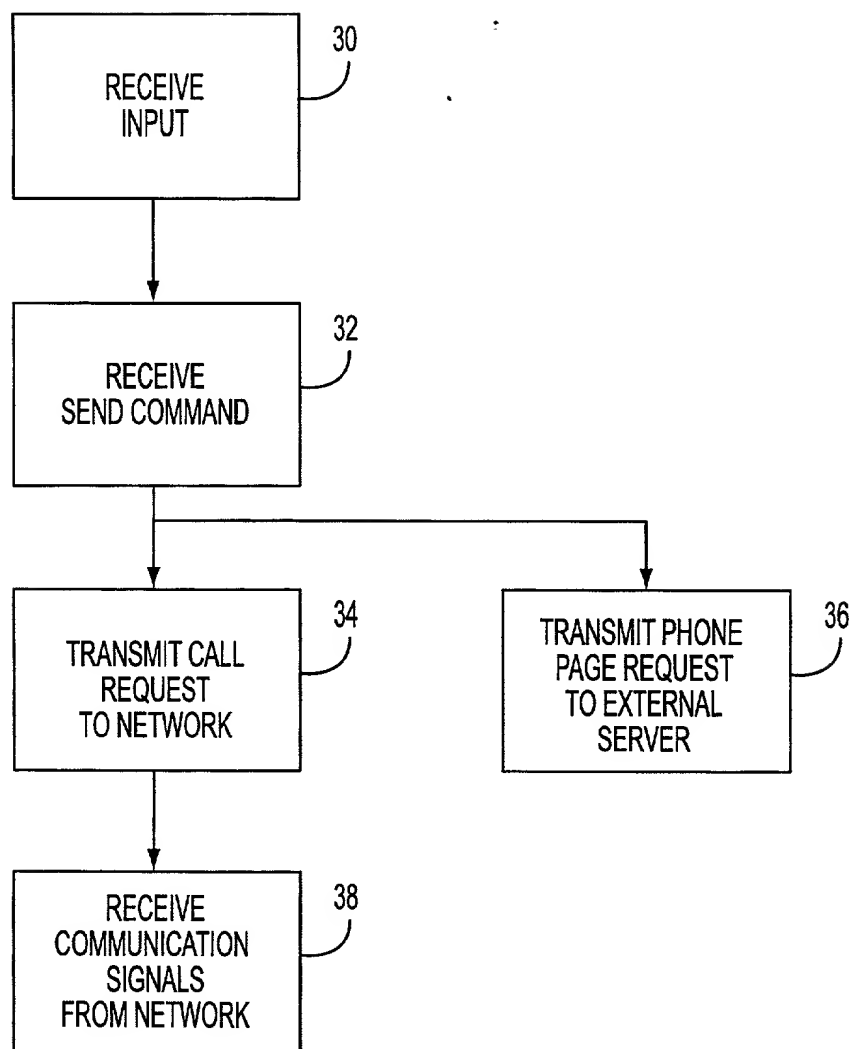 30
RECEIVE
INPUT
32
RECEIVE
SEND COMMAND
34
TRANSMIT CALL
REQUEST
TO NETWORK
36
TRANSMIT PHONE
PAGE REQUEST
TO EXTERNAL
SERVER
38
RECEIVE
COMMUNICATION
SIGNALS
FROM NETWORK